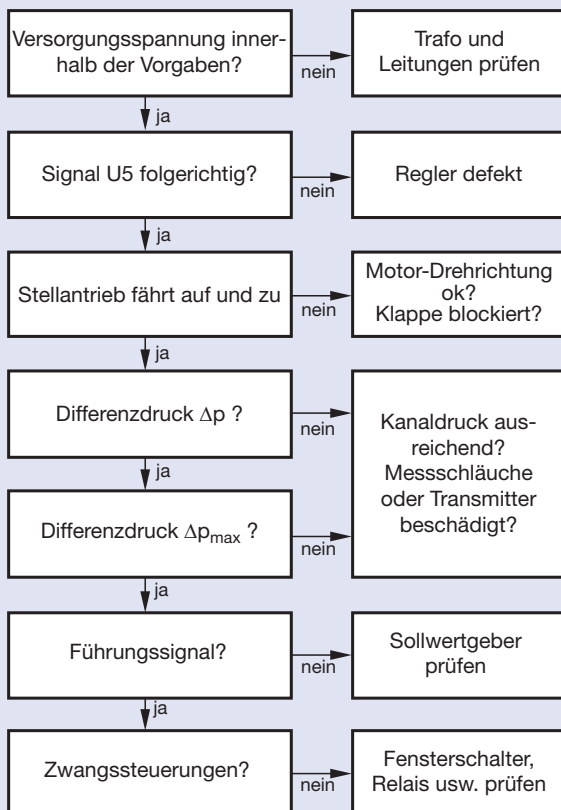 Versorgungsspannung inner-
halb der Vorgaben?
nein
Trafo und
Leitungen prüfen
ja
Signal U5 folgerichtig?
nein
Regler defekt
ja
Stellantrieb fährt auf und zu
nein
Motor-Drehrichtung
ok?
Klappe blockiert?
ja
Differenzdruck Δp ?
nein
Kanaldruck aus-
reichend?
Messschläuche
oder Transmitter
beschädigt?
ja
Differenzdruck Δpmax ?
nein
ja
Führungssignal?
nein
Sollwertgeber
prüfen
ja
Zwangssteuerungen?
nein
Fensterschalter,
Relais usw. prüfen